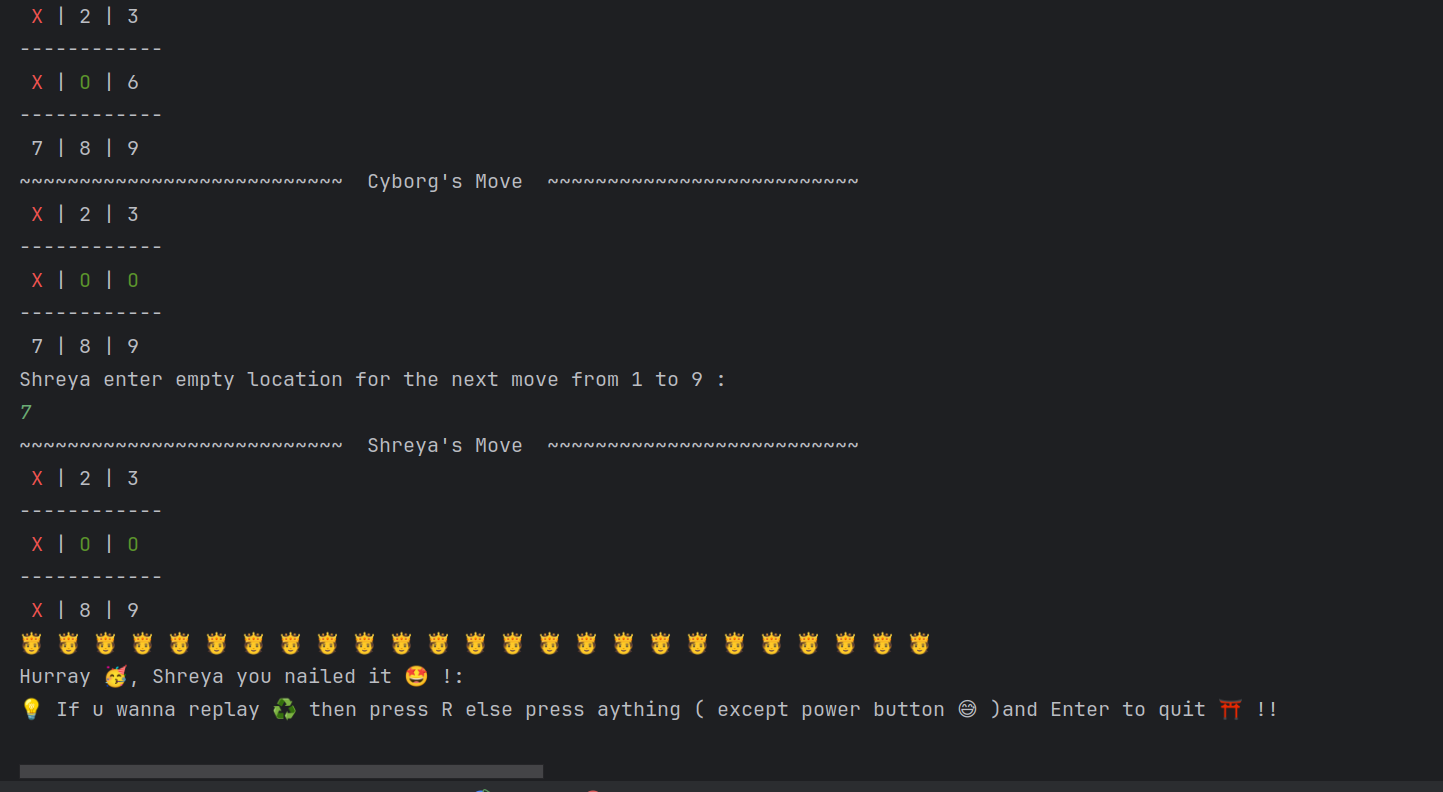 X | 2 | 3
------------
X | O | 6
------------
7 | 8 | 9
~~~~~~~~~~~~~~~~~~~~~~~~~~~  Cyborg's Move  ~~~~~~~~~~~~~~~~~~~~~~~~~~
X | 2 | 3
------------
X | O | O
------------
7 | 8 | 9
Shreya enter empty location for the next move from 1 to 9 :
7
~~~~~~~~~~~~~~~~~~~~~~~~~~~  Shreya's Move  ~~~~~~~~~~~~~~~~~~~~~~~~~~
X | 2 | 3
------------
X | O | O
------------
X | 8 | 9
👸 👸 👸 👸 👸 👸 👸 👸 👸 👸 👸 👸 👸 👸 👸 👸 👸 👸 👸 👸 👸 👸 👸 👸 👸
Hurray 🥳, Shreya you nailed it 🤩 !:
💡 If u wanna replay ♻️ then press R else press aything ( except power button 😅 )and Enter to quit ⛩️ !!